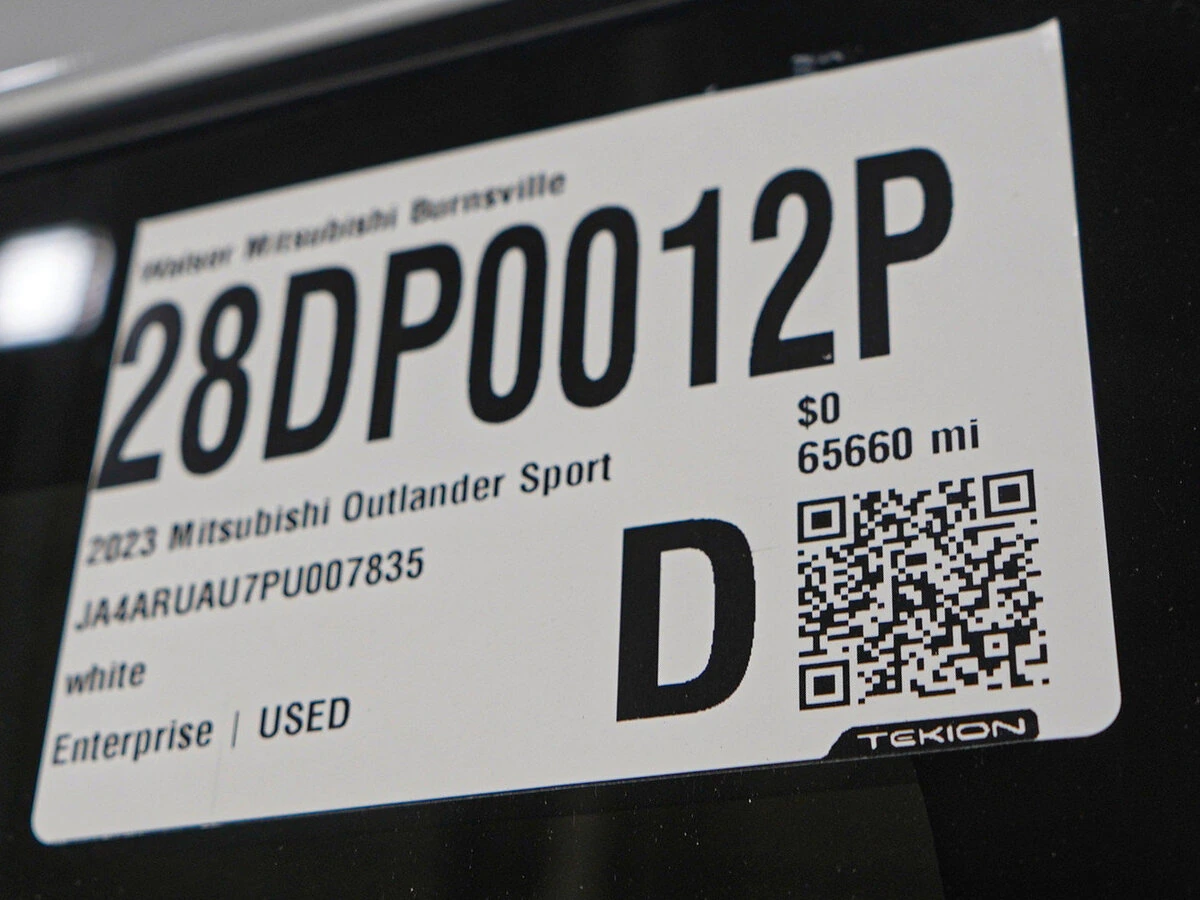 Walser Mitsubishi Burnsville
28DP0012P
$0
65660 mi
2023 Mitsubishi Outlander Sport
JA4ARUAU7PU007835
white
Enterprise | USED
D
TEKION